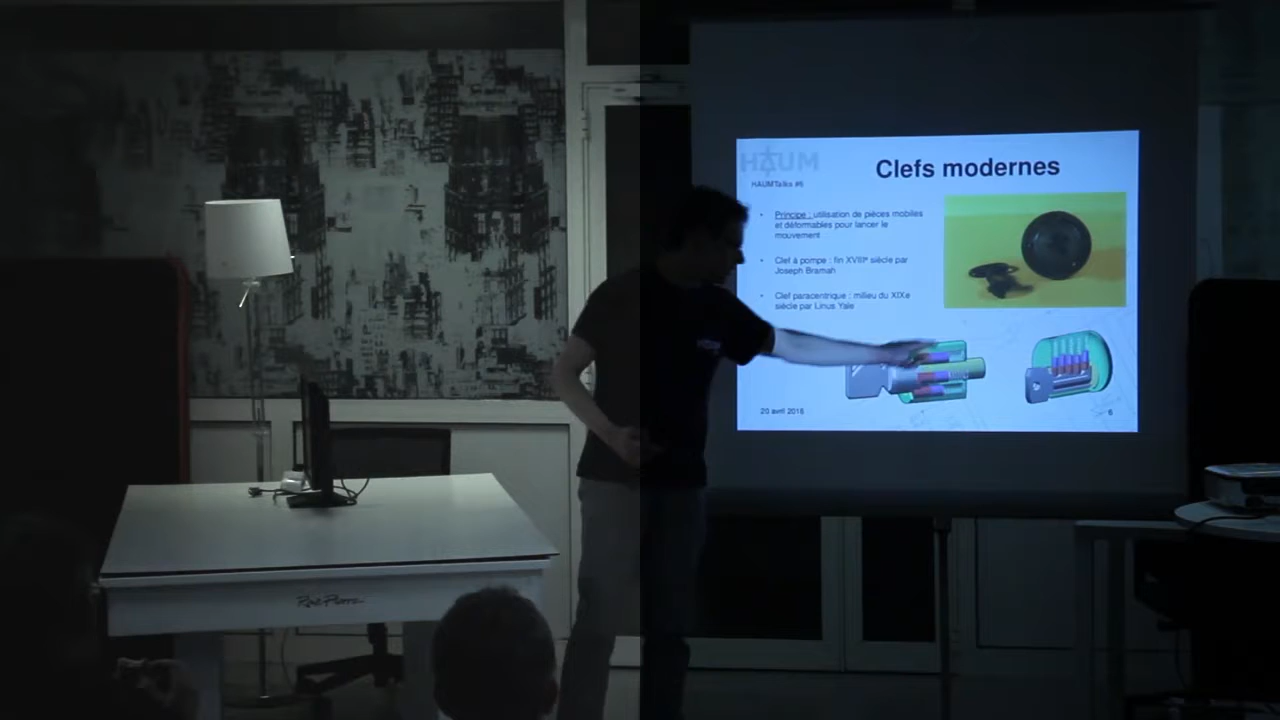 HAUM
Clefs modernes
HAUMTalks #6
• Principe : utilisation de pièces mobiles
et déformables pour lancer le
mouvement
• Clef à pompe : fin XVIIIe siècle par
Joseph Bramah
• Clef paracentrique : milieu du XIXe
siècle par Linus Yale
20 avril 2016
6